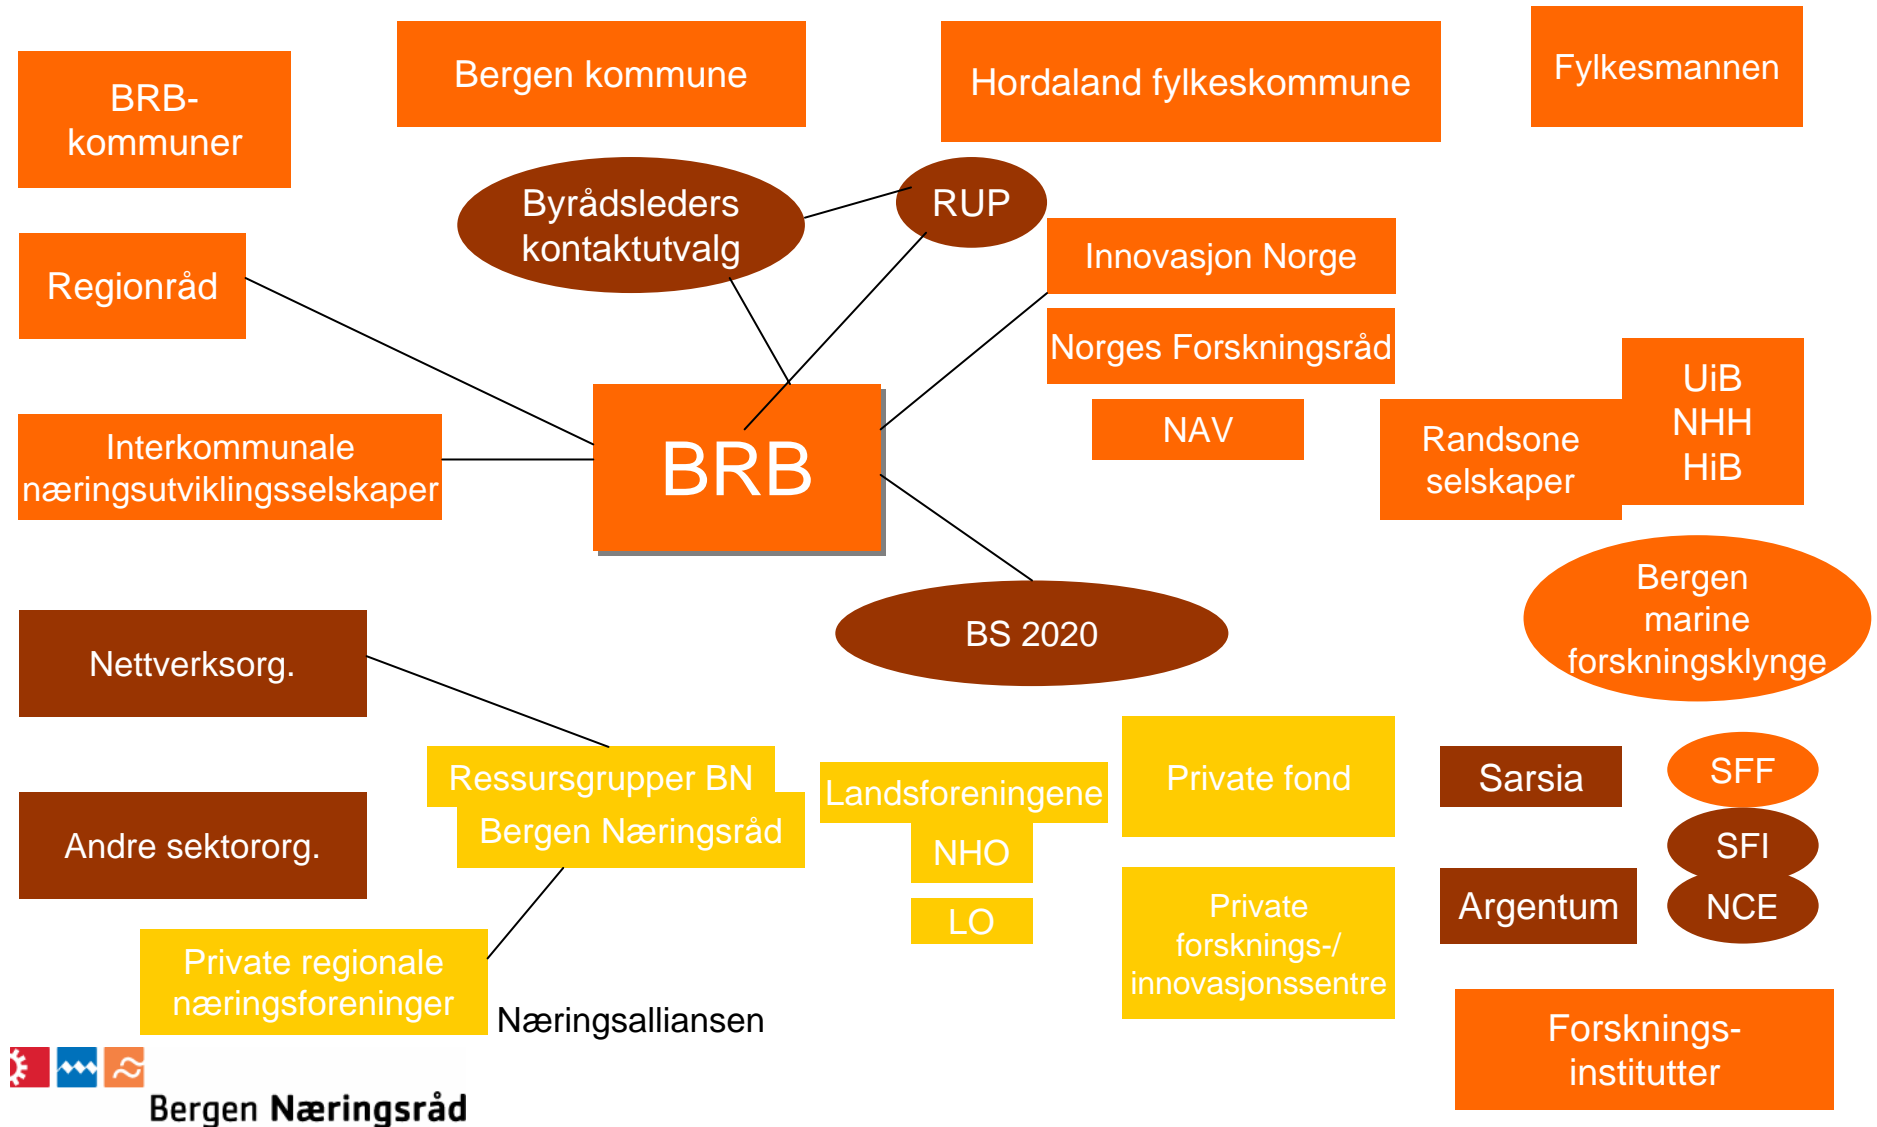 BRB-
kommuner
Bergen kommune
Hordaland fylkeskommune
Fylkesmannen
Byrådsleders
kontaktutvalg
RUP
Regionråd
Innovasjon Norge
Norges Forskningsråd
NAV
Randsone
selskaper
UiB
NHH
HiB
Interkommunale
næringsutviklingsselskaper
BRB
Bergen
marine
forskningsklynge
BS 2020
Nettverksorg.
Ressursgrupper BN
Bergen Næringsråd
Landsforeningene
NHO
LO
Private fond
Sarsia
SFF
SFI
NCE
Andre sektororg.
Argentum
Private
forsknings-/
innovasjonssentre
Private regionale
næringsforeninger
Næringsalliansen
Forsknings-
institutter
Bergen Næringsråd